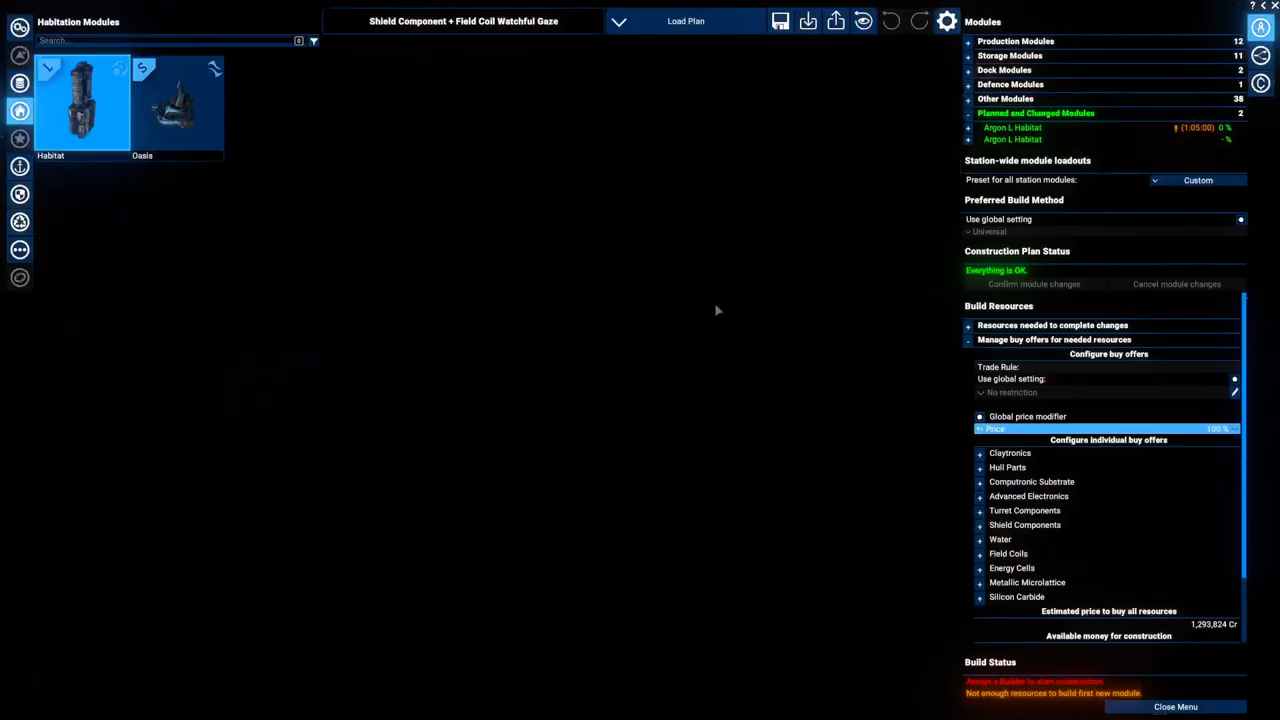 Habitation Modules
Search...
Habitat
Oasis
L
S
Shield Component + Field Coil Watchful Gaze
Load Plan
Modules
Production Modules 12
Storage Modules 11
Dock Modules 2
Defence Modules 1
Other Modules 38
Planned and Changed Modules 2
Argon L Habitat (1:05:00) 0 %
Argon L Habitat - %
Station-wide module loadouts
Preset for all station modules: Custom
Preferred Build Method
Use global setting
Universal
Construction Plan Status
Everything is OK.
Confirm module changes Cancel module changes
Build Resources
Resources needed to complete changes
Manage buy offers for needed resources
Configure buy offers
Trade Rule:
Use global setting:
No restriction
Global price modifier
Price 100 %
Configure individual buy offers
Claytronics
Hull Parts
Computronic Substrate
Advanced Electronics
Turret Components
Shield Components
Water
Field Coils
Energy Cells
Metallic Microlattice
Silicon Carbide
Estimated price to buy all resources
1,293,824 Cr
Available money for construction
Build Status
Assign a Builder to start construction.
Not enough resources to build first new module.
Close Menu